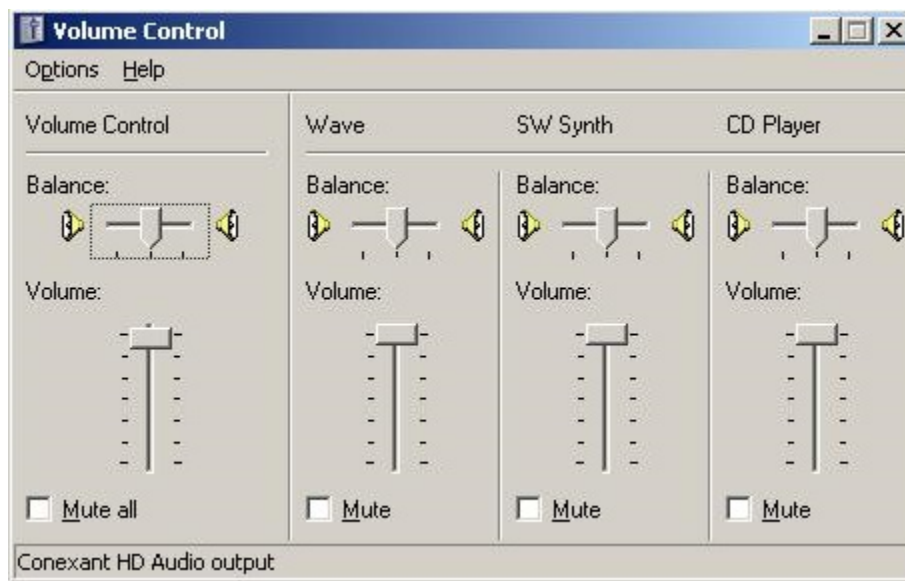 Volume Control
Options Help
Volume Control Wave SW Synth CD Player
Balance: Balance: Balance: Balance:
Volume: Volume: Volume: Volume:
Mute all Mute Mute Mute
Conexant HD Audio output